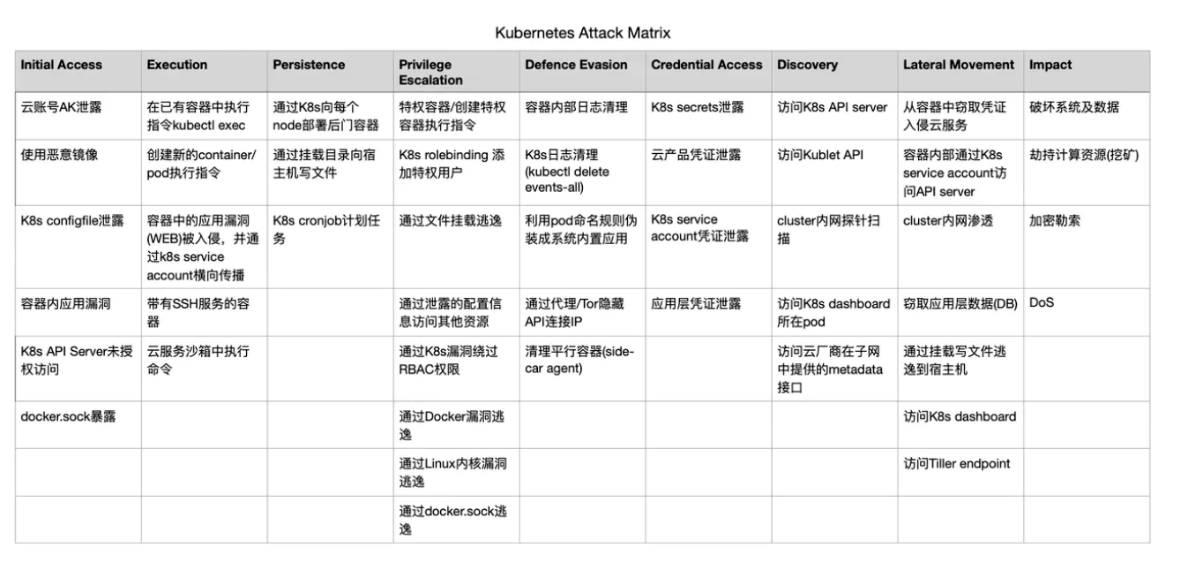 Kubernetes Attack Matrix
Initial Access
Execution
Persistence
Privilege
Escalation
Defence Evasion
Credential Access
Discovery
Lateral Movement
Impact
云账号AK泄露
在已有容器中执行
指令kubectl exec
通过K8s向每个
node部署后门容器
特权容器/创建特权
容器执行指令
容器内部日志清理
K8s secrets泄露
访问K8s API server
从容器中窃取凭证
入侵云服务
破坏系统及数据
使用恶意镜像
创建新的container/
pod执行指令
通过挂载目录向宿
主机写文件
K8s rolebinding 添
加特权用户
K8s日志清理
(kubectl delete
events-all)
云产品凭证泄露
访问Kublet API
容器内部通过K8s
service account访
问API server
劫持计算资源(挖矿)
K8s configfile泄露
容器中的应用漏洞
(WEB)被入侵，并通
过k8s service
account横向传播
K8s cronjob计划任
务
通过文件挂载逃逸
利用pod命名规则伪
装成系统内置应用
K8s service
account凭证泄露
cluster内网探针扫
描
cluster内网渗透
加密勒索
容器内应用漏洞
带有SSH服务的容
器
通过泄露的配置信
息访问其他资源
通过代理/Tor隐藏
API连接IP
应用层凭证泄露
访问K8s dashboard
所在pod
窃取应用层数据(DB)
DoS
K8s API Server未授
权访问
云服务沙箱中执行
命令
通过K8s漏洞绕过
RBAC权限
清理平行容器(side-
car agent)
访问云厂商在子网
中提供的metadata
接口
通过挂载写文件逃
逸到宿主机
docker.sock暴露
通过Docker漏洞逃
逸
访问K8s dashboard
通过Linux内核漏洞
逃逸
访问Tiller endpoint
通过docker.sock逃
逸